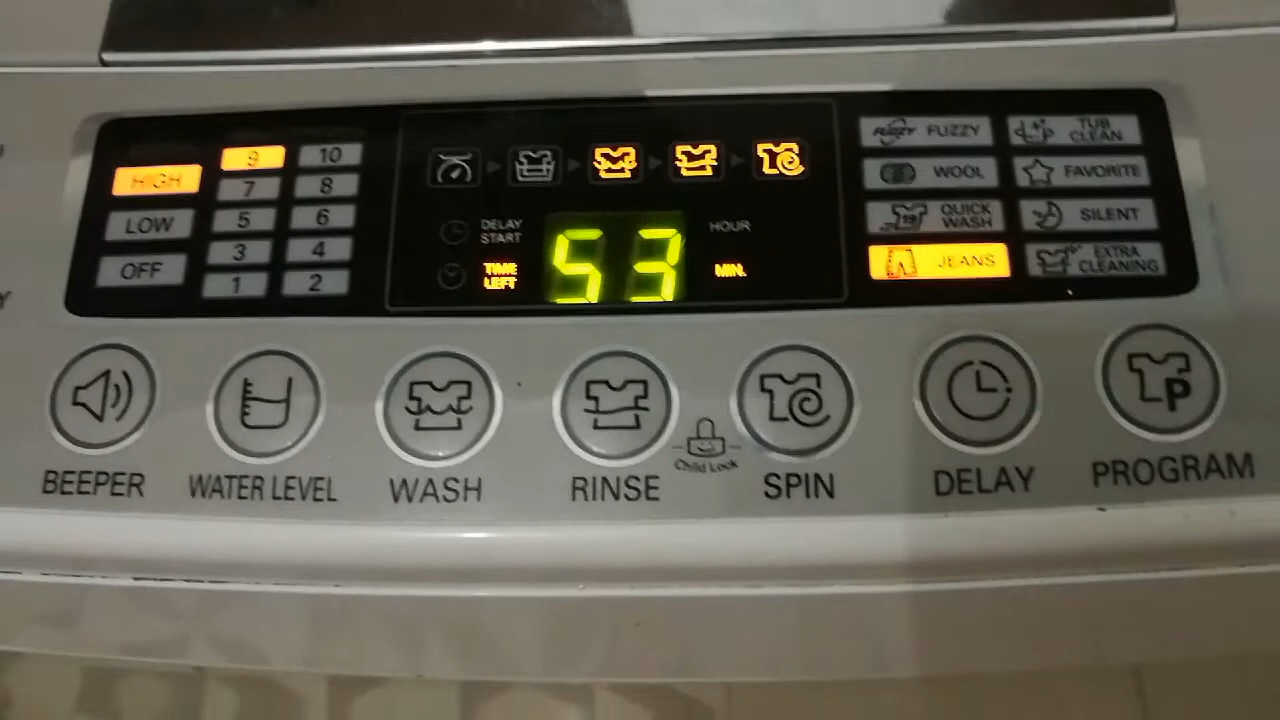 HIGH
LOW
OFF
9 10
7 8
5 6
3 4
1 2
DELAY START
TIME LEFT
53
HOUR
MIN.
FUZZY FUZZY
WOOL
QUICK WASH
JEANS
TUB CLEAN
FAVORITE
SILENT
EXTRA CLEANING
BEEPER
WATER LEVEL
WASH
RINSE
Child Lock
SPIN
DELAY
P
PROGRAM